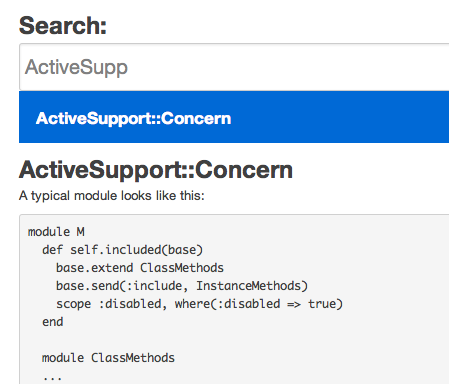 Search:
ActiveSupp
ActiveSupport::Concern
ActiveSupport::Concern
A typical module looks like this:
module M
  def self.included(base)
    base.extend ClassMethods
    base.send(:include, InstanceMethods)
    scope :disabled, where(:disabled => true)
  end

  module ClassMethods
  ...